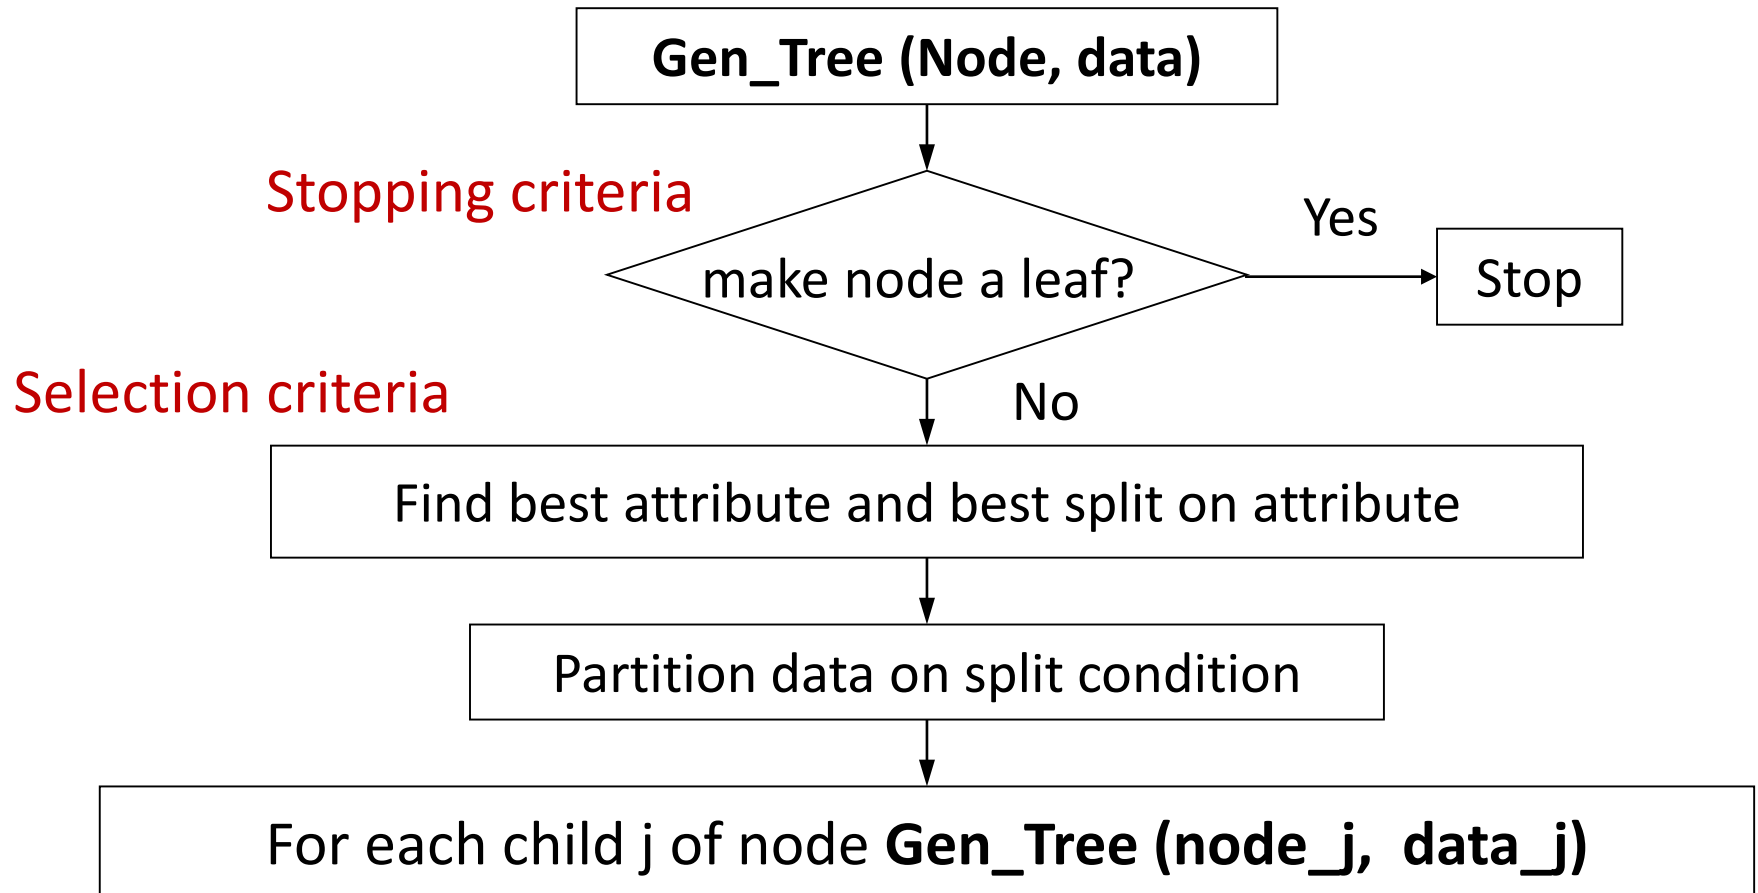 Gen_Tree (Node, data)
Stopping criteria
Yes
make node a leaf?
Stop
Selection criteria
No
Find best attribute and best split on attribute
Partition data on split condition
For each child j of node Gen_Tree (node_j,  data_j)